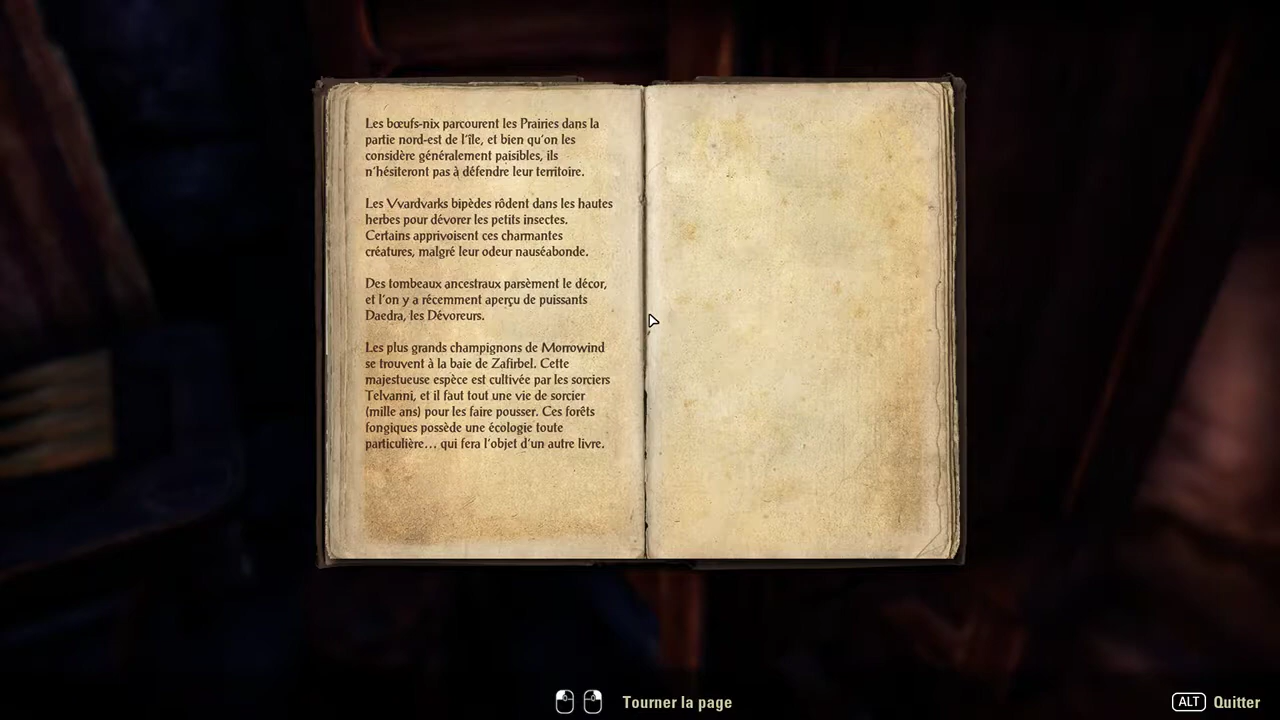 Les bœufs-nix parcourent les Prairies dans la
partie nord-est de l'île, et bien qu'on les
considère généralement paisibles, ils
n'hésiteront pas à défendre leur territoire.
Les Vvardvarks bipèdes rôdent dans les hautes
herbes pour dévorer les petits insectes.
Certains apprivoisent ces charmantes
créatures, malgré leur odeur nauséabonde.
Des tombeaux ancestraux parsèment le décor,
et l'on y a récemment aperçu de puissants
Daedra, les Dévoreurs.
Les plus grands champignons de Morrowind
se trouvent à la baie de Zafirbel. Cette
majestueuse espèce est cultivée par les sorciers
Telvanni, et il faut tout une vie de sorcier
(mille ans) pour les faire pousser. Ces forêts
fongiques possède une écologie toute
particulière... qui fera l'objet d'un autre livre.
Tourner la page
ALT Quitter